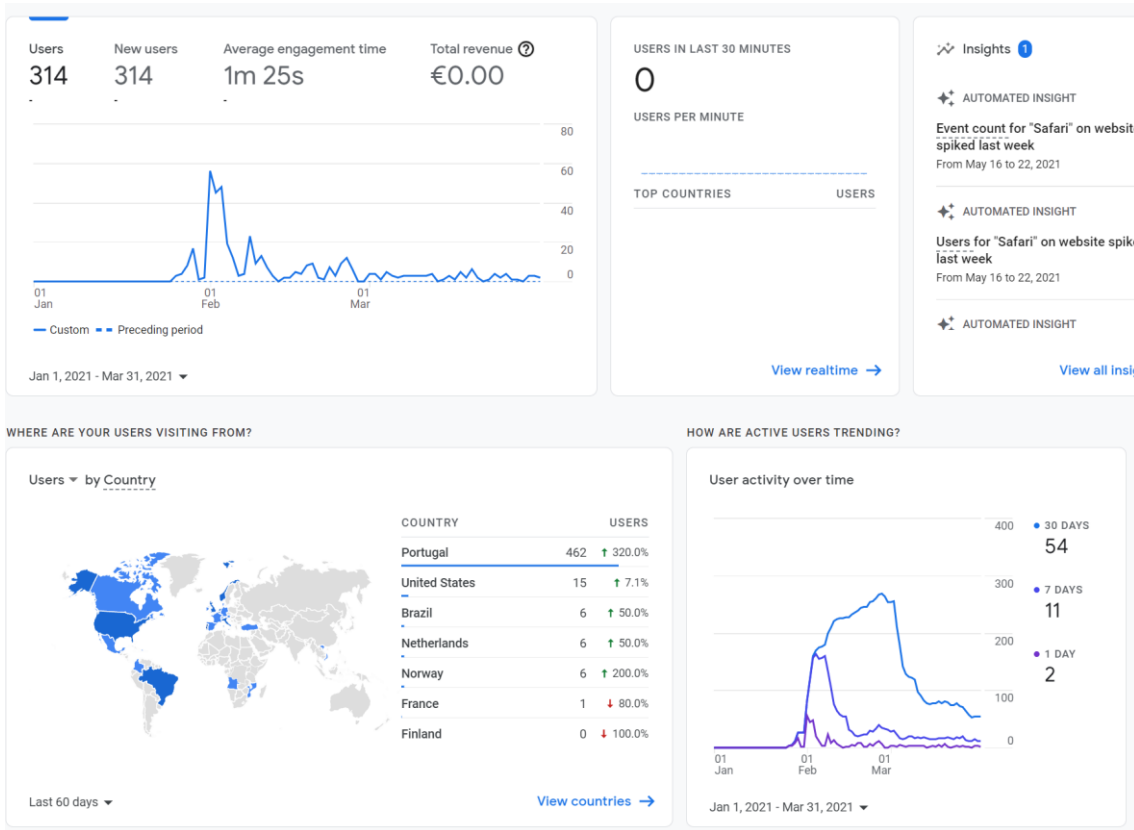 Users New users Average engagement time Total revenue
314 314 1m 25s €0.00
- - -
80
60
40
20
0
01 01 01
Jan Feb Mar
Custom Preceding period
Jan 1, 2021 - Mar 31, 2021
USERS IN LAST 30 MINUTES
0
USERS PER MINUTE
TOP COUNTRIES USERS
View realtime
Insights 1
AUTOMATED INSIGHT
Event count for "Safari" on websit
spiked last week
From May 16 to 22, 2021
AUTOMATED INSIGHT
Users for "Safari" on website spik
last week
From May 16 to 22, 2021
AUTOMATED INSIGHT
View all insi
WHERE ARE YOUR USERS VISITING FROM?
Users by Country
COUNTRY USERS
Portugal 462 ↑ 320.0%
United States 15 ↑ 7.1%
Brazil 6 ↑ 50.0%
Netherlands 6 ↑ 50.0%
Norway 6 ↑ 200.0%
France 1 ↓ 80.0%
Finland 0 ↓ 100.0%
Last 60 days
View countries
HOW ARE ACTIVE USERS TRENDING?
User activity over time
400
300
200
100
0
01 01 01
Jan Feb Mar
30 DAYS
54
7 DAYS
11
1 DAY
2
Jan 1, 2021 - Mar 31, 2021